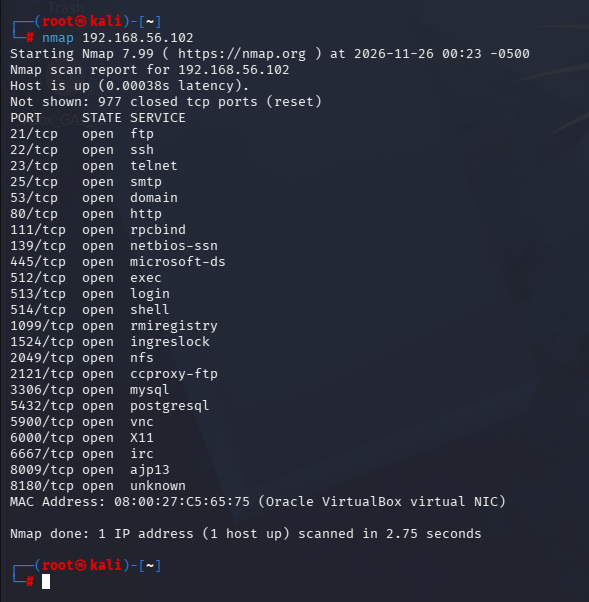 Trash
┌──(root㉿kali)-[~]
└─# nmap 192.168.56.102
Starting Nmap 7.99 ( https://nmap.org ) at 2026-11-26 00:23 -0500
Nmap scan report for 192.168.56.102
Host is up (0.00038s latency).
Not shown: 977 closed tcp ports (reset)
PORT     STATE SERVICE
21/tcp   open  ftp
22/tcp   open  ssh
23/tcp   open  telnet
25/tcp   open  smtp
53/tcp   open  domain
80/tcp   open  http
111/tcp  open  rpcbind
139/tcp  open  netbios-ssn
445/tcp  open  microsoft-ds
512/tcp  open  exec
513/tcp  open  login
514/tcp  open  shell
1099/tcp open  rmiregistry
1524/tcp open  ingreslock
2049/tcp open  nfs
2121/tcp open  ccproxy-ftp
3306/tcp open  mysql
5432/tcp open  postgresql
5900/tcp open  vnc
6000/tcp open  X11
6667/tcp open  irc
8009/tcp open  ajp13
8180/tcp open  unknown
MAC Address: 08:00:27:C5:65:75 (Oracle VirtualBox virtual NIC)

Nmap done: 1 IP address (1 host up) scanned in 2.75 seconds

┌──(root㉿kali)-[~]
└─#